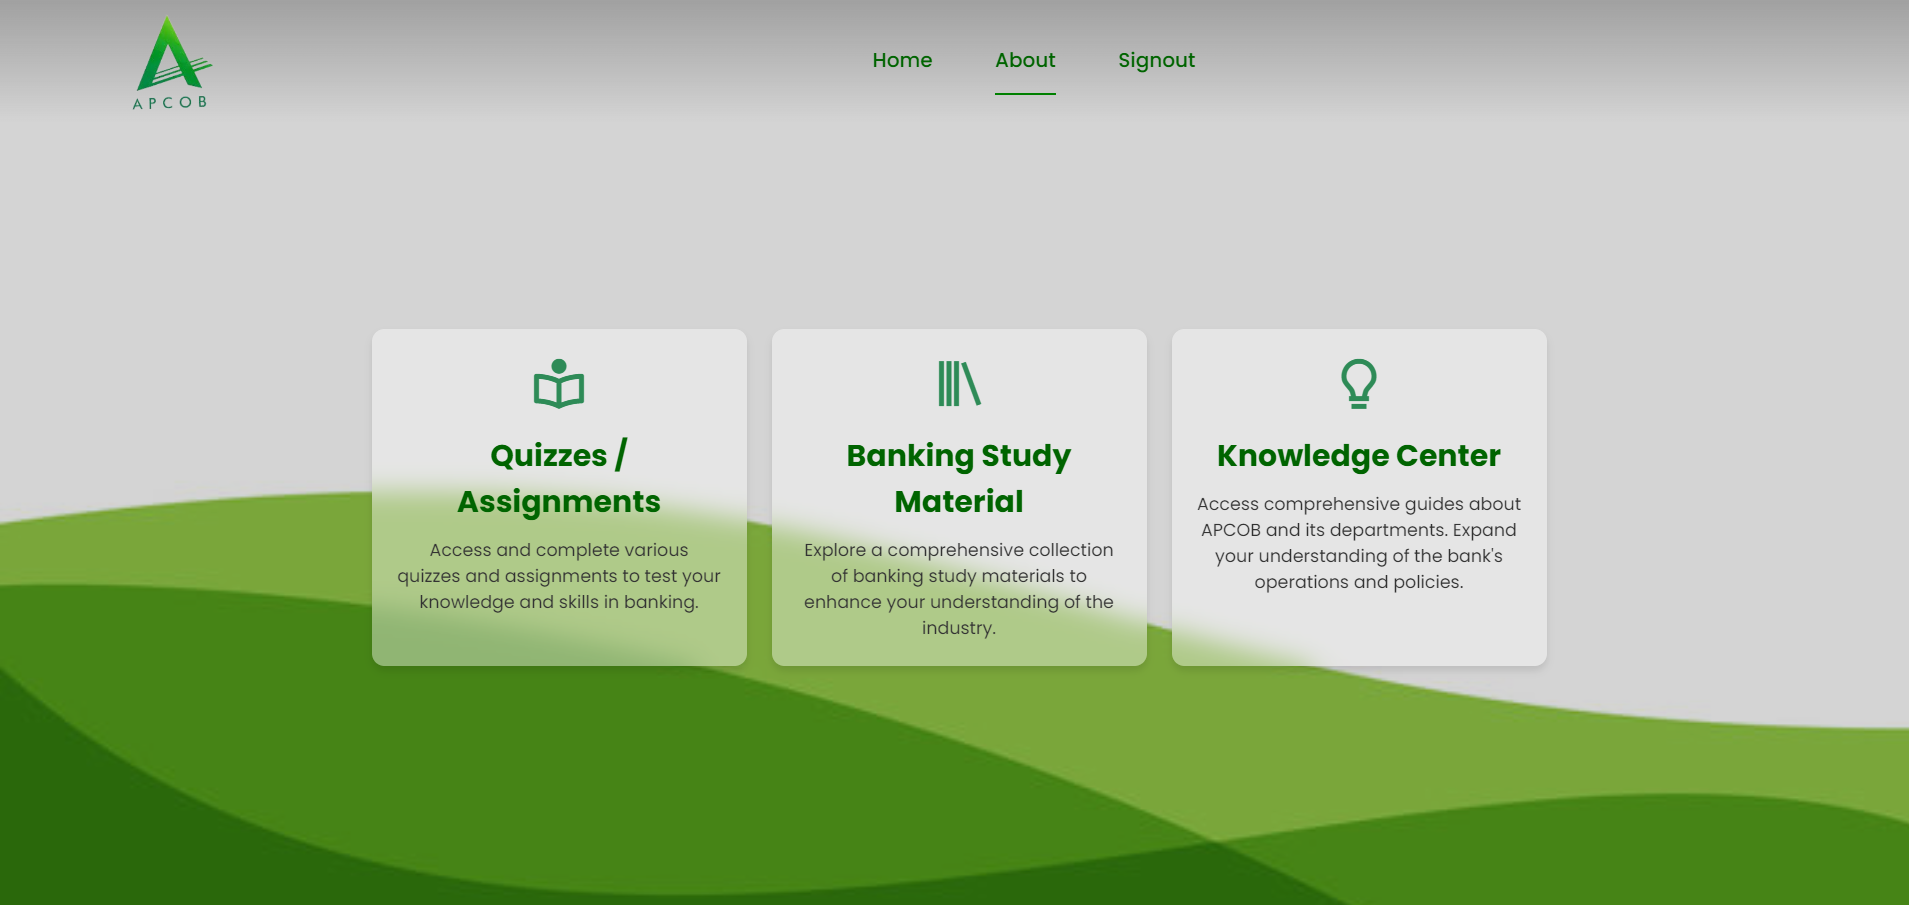 APCOB
Home About Signout
Quizzes /
Assignments
Access and complete various
quizzes and assignments to test your
knowledge and skills in banking.
Banking Study
Material
Explore a comprehensive collection
of banking study materials to
enhance your understanding of the
industry.
Knowledge Center
Access comprehensive guides about
APCOB and its departments. Expand
your understanding of the bank's
operations and policies.